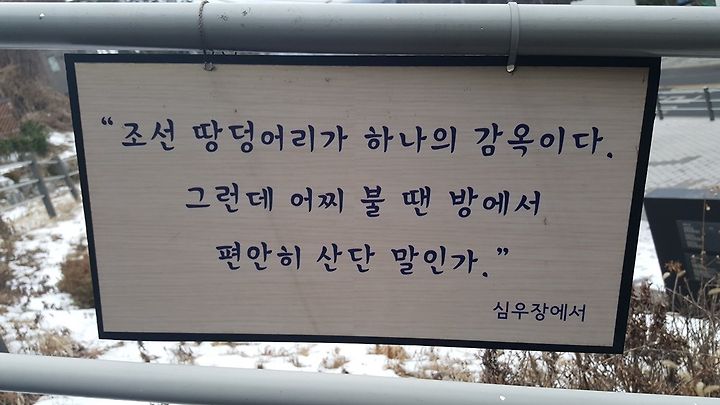 “조선 땅덩어리가 하나의 감옥이다.
그런데 어찌 불 땐 방에서
편안히 산단 말인가.”
심우장에서